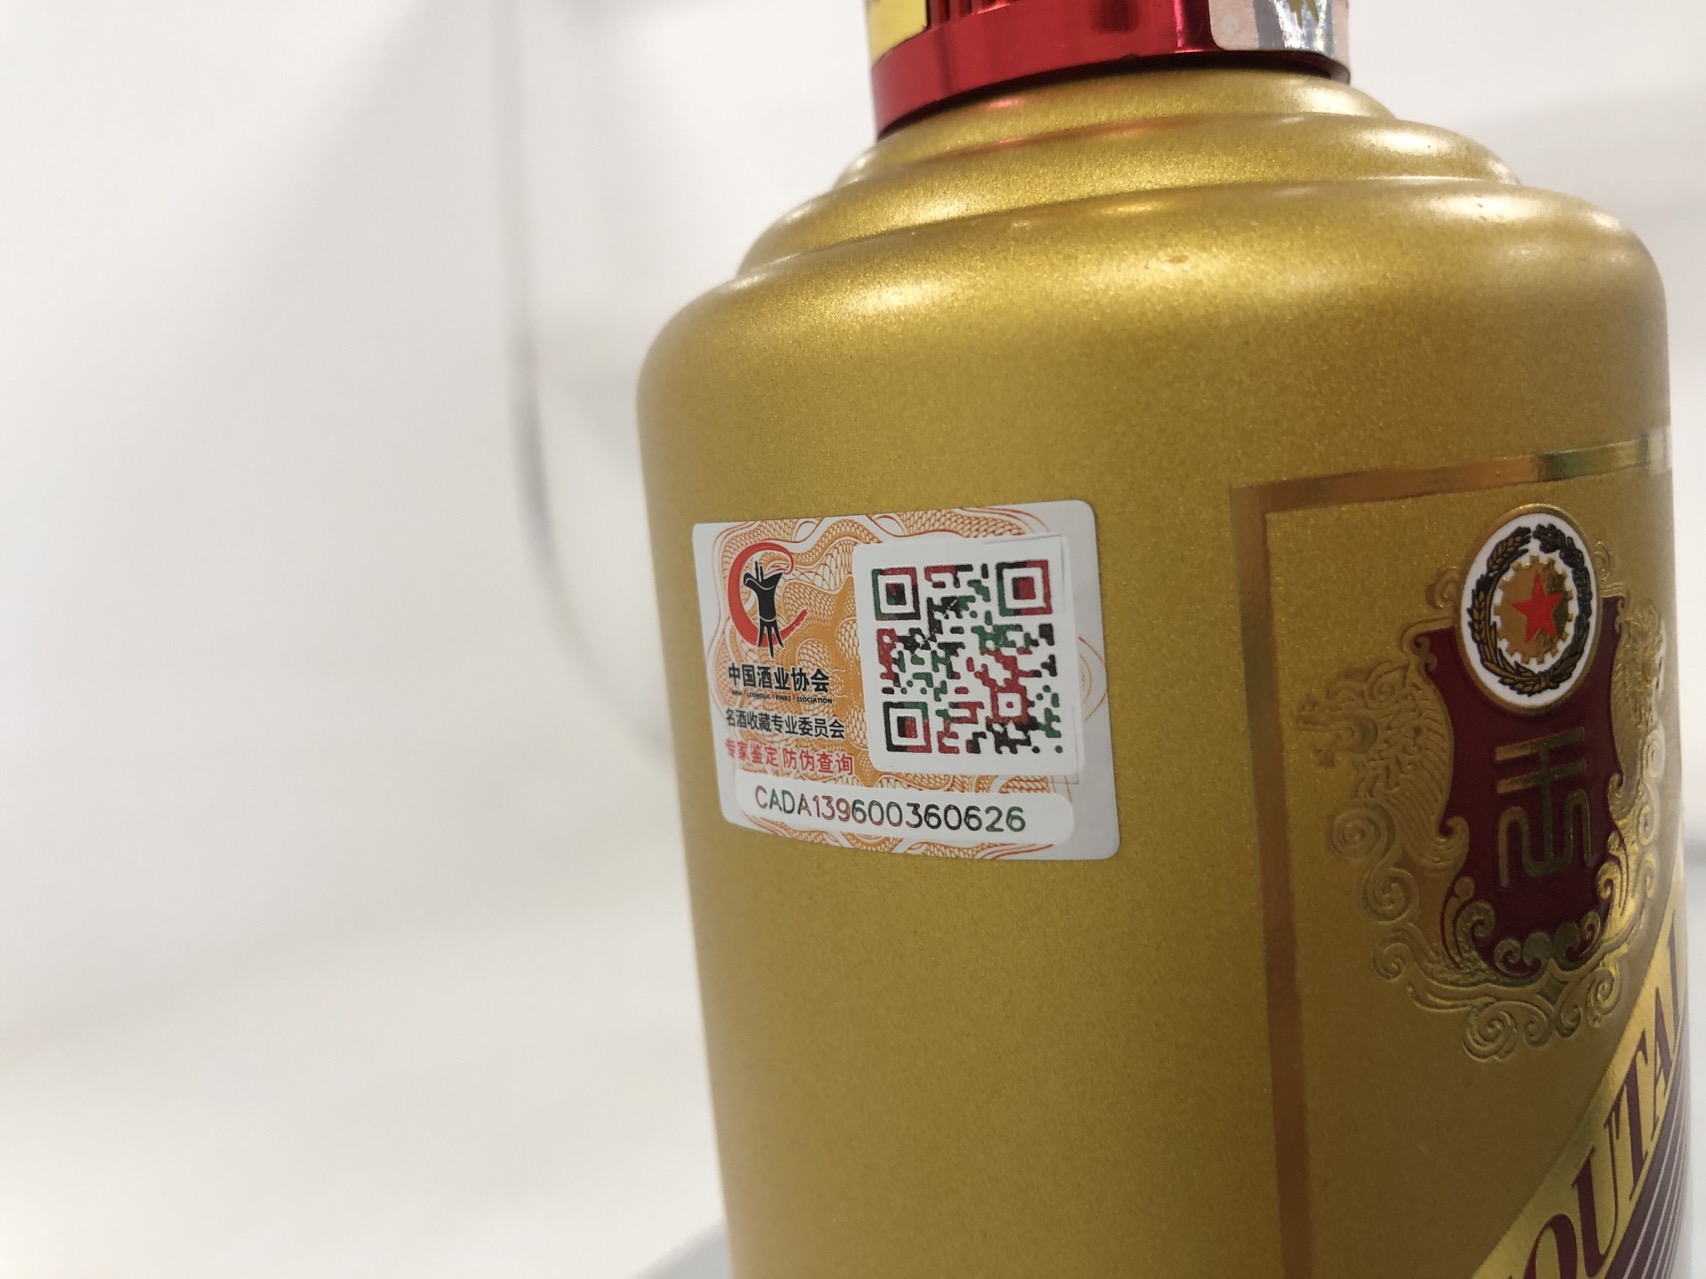 中国酒业协会
名酒收藏专业委员会
专家鉴定 防伪查询
CADA139600360626
OUTAI